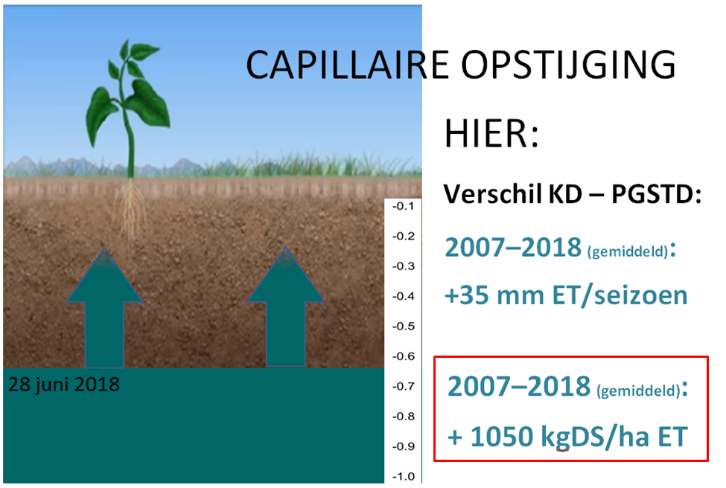 CAPILLAIRE OPSTIJGING
HIER:
Verschil KD – PGSTD:
2007–2018 (gemiddeld):
+35 mm ET/seizoen
2007–2018 (gemiddeld):
+ 1050 kgDS/ha ET
-0.1
-0.2
-0.3
-0.4
-0.5
-0.6
-0.7
-0.8
-0.9
-1.0
28 juni 2018